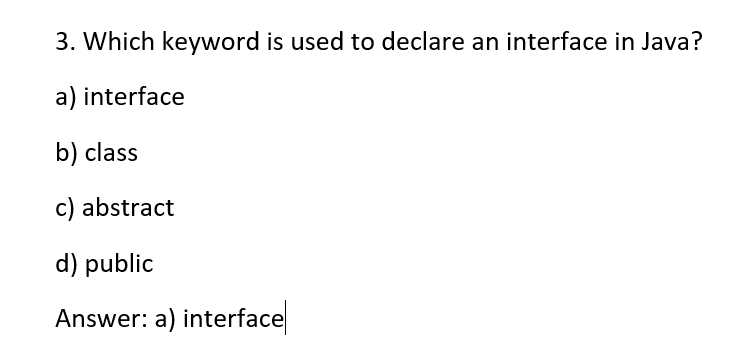 3. Which keyword is used to declare an interface in Java?
a) interface
b) class
c) abstract
d) public
Answer: a) interface